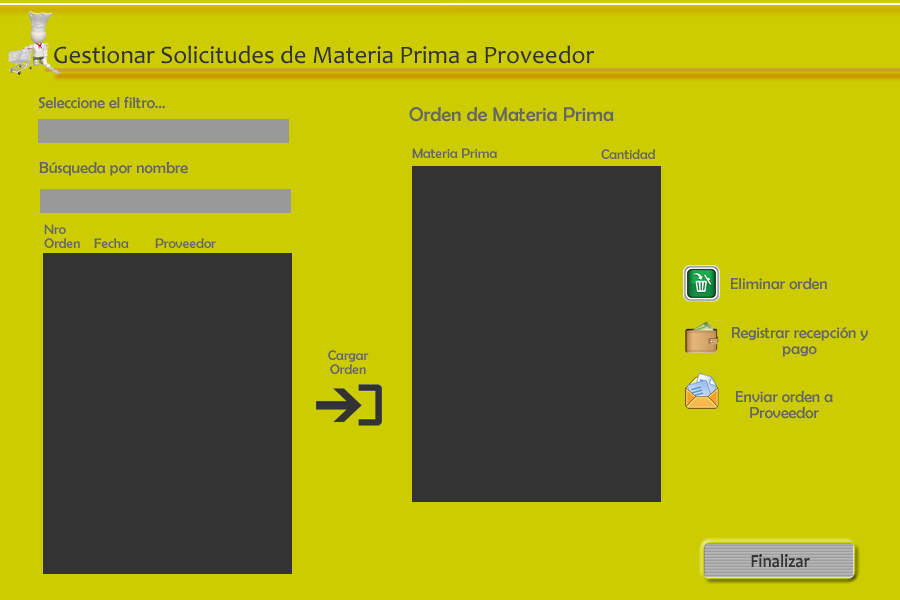 Gestionar Solicitudes de Materia Prima a Proveedor
Seleccione el filtro...
Búsqueda por nombre
Nro
Orden Fecha Proveedor
Cargar
Orden
Orden de Materia Prima
Materia Prima Cantidad
Eliminar orden
Registrar recepción y
pago
Enviar orden a
Proveedor
Finalizar